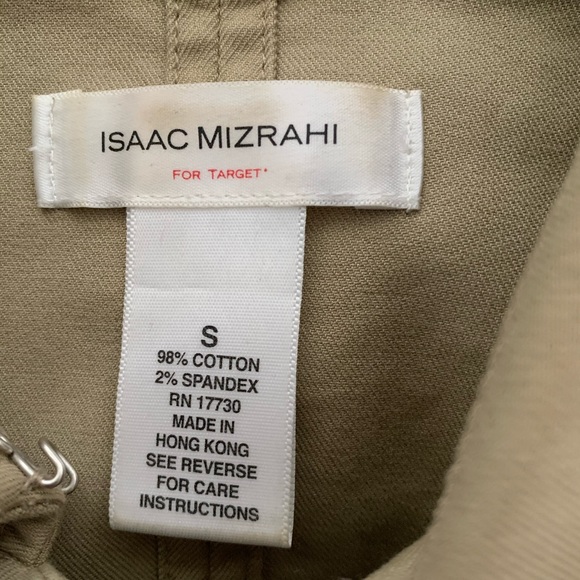 ISAAC MIZRAHI
FOR TARGET*
S
98% COTTON
2% SPANDEX
RN 17730
MADE IN
HONG KONG
SEE REVERSE
FOR CARE
INSTRUCTIONS